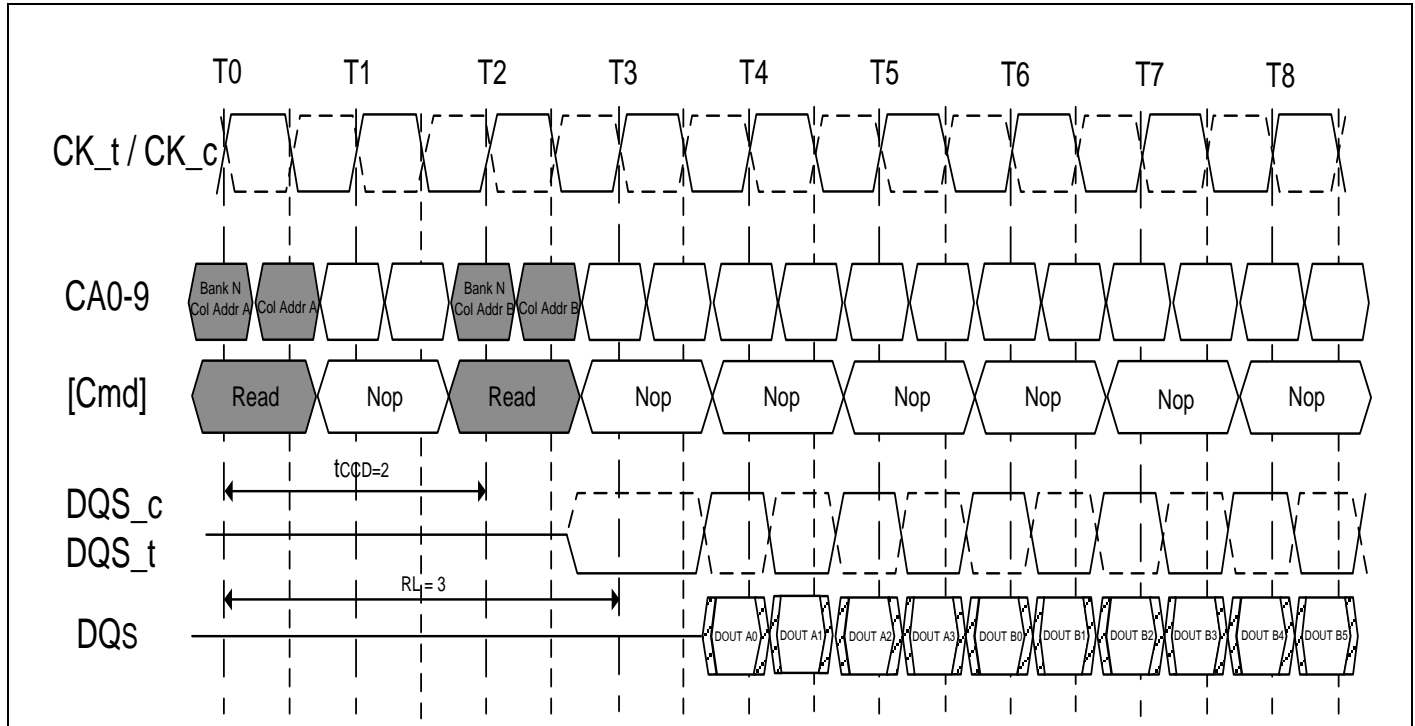 T0 T1 T2 T3 T4 T5 T6 T7 T8
CK_t / CK_c
CA0-9
Bank N
Col Addr A
Col Addr A
Bank N
Col Addr B
Col Addr B
[Cmd]
Read Nop Read Nop Nop Nop Nop Nop Nop
tCCD=2
DQS_c
DQS_t
RL = 3
DQs
DOUT A0 DOUT A1 DOUT A2 DOUT A3 DOUT B0 DOUT B1 DOUT B2 DOUT B3 DOUT B4 DOUT B5